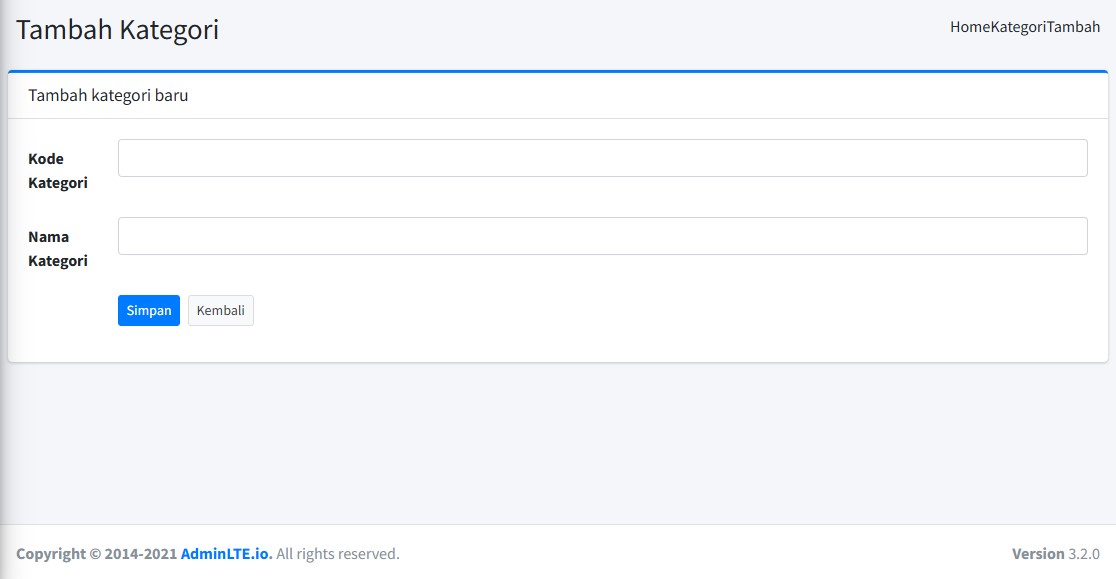 Tambah Kategori
HomeKategoriTambah
Tambah kategori baru
Kode
Kategori
Nama
Kategori
Simpan
Kembali
Copyright © 2014-2021 AdminLTE.io. All rights reserved.
Version 3.2.0